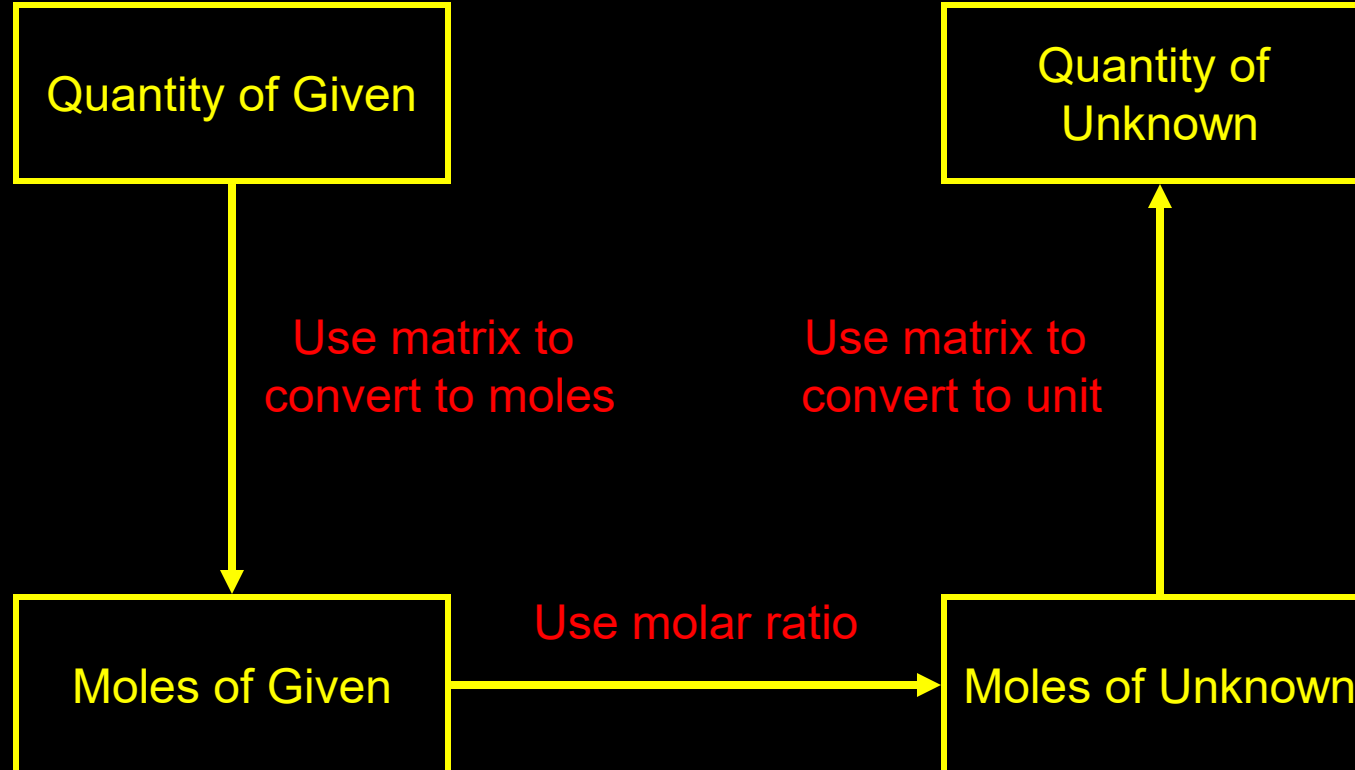 Quantity of Given
Quantity of
Unknown
Use matrix to
convert to moles
Use matrix to
convert to unit
Use molar ratio
Moles of Given
Moles of Unknown